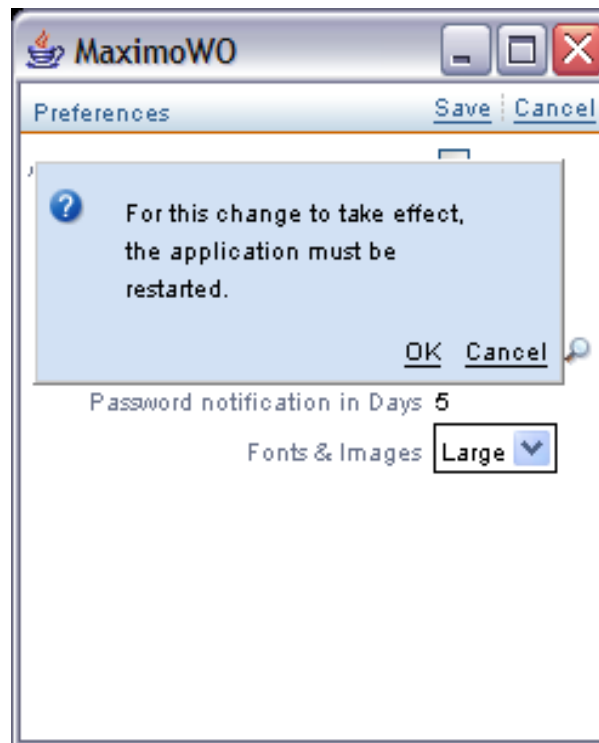 MaximoWO
Preferences Save Cancel
For this change to take effect,
the application must be
restarted.
OK Cancel
Password notification in Days 5
Fonts & Images Large